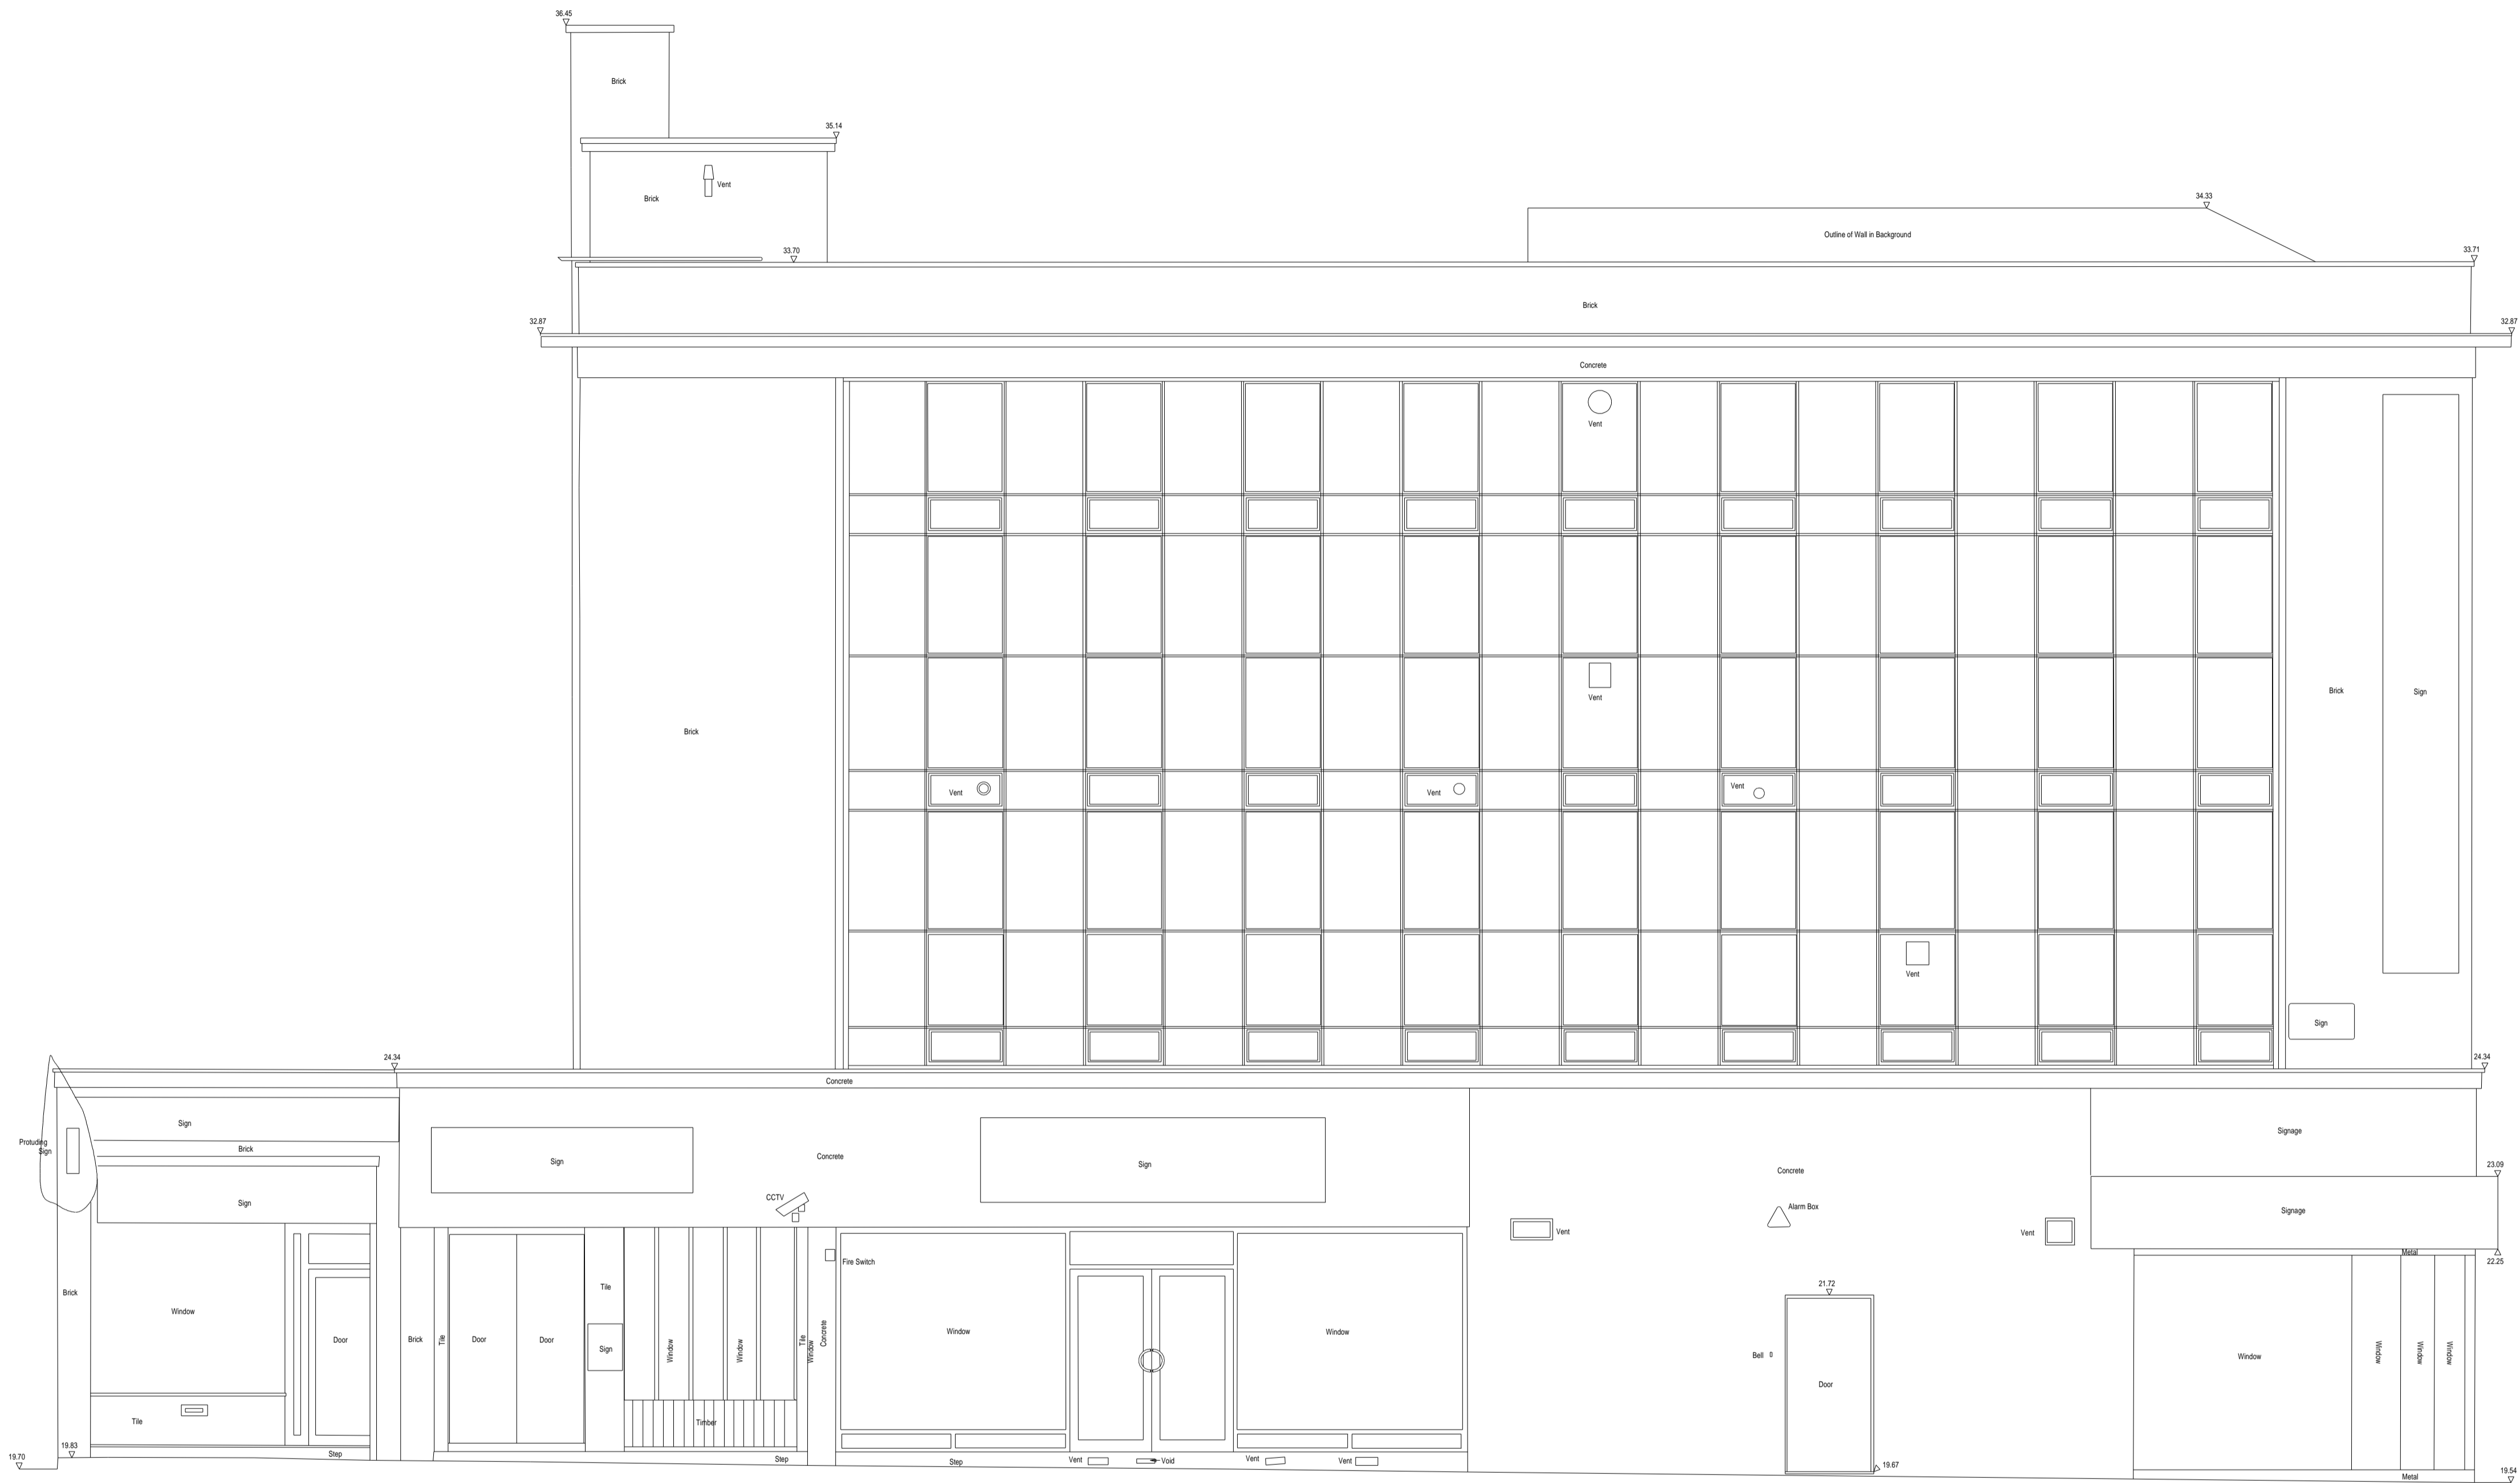 36.45
Brick
35.14
Vent
Brick
34.33
Outline of Wall in Background
33.70
33.71
Brick
32.87
32.87
Concrete
Vent
Brick
Sign
Vent
Brick
Vent
Vent
Vent
Vent
Sign
24.34
24.34
Concrete
Sign
Signage
Protuding
Sign
Brick
Concrete
Sign
Sign
Concrete
23.09
CCTV
Sign
Alarm Box
Signage
Vent
Vent
Metal
22.25
Fire Switch
21.72
Tile
Brick
Window
Door
Brick
Tile
Door
Door
Sign
Window
Window
Tile
Window
Concrete
Window
Window
Bell
Door
Window
Window
Window
Window
Tile
Timber
19.83
Step
Step
Step
Vent
Void
Vent
Vent
19.70
19.67
Metal
19.54